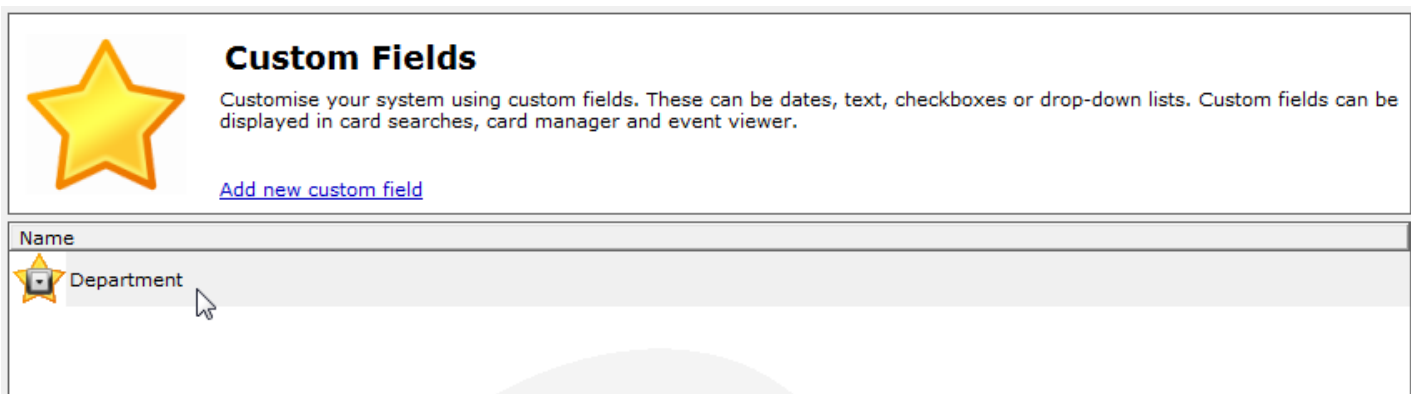 Custom Fields
Customise your system using custom fields. These can be dates, text, checkboxes or drop-down lists. Custom fields can be
displayed in card searches, card manager and event viewer.
Add new custom field
Name
Department